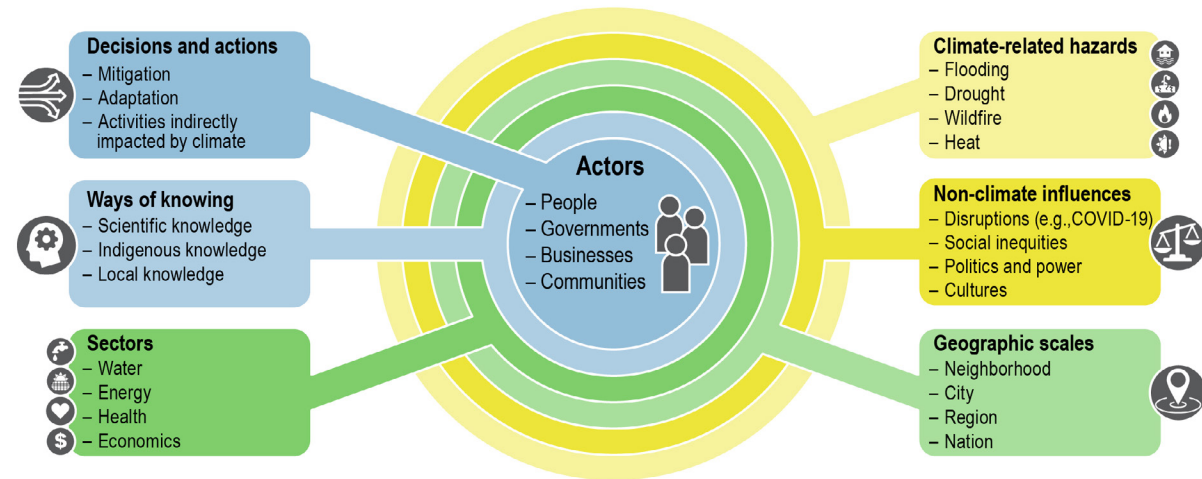 Decisions and actions
– Mitigation
– Adaptation
– Activities indirectly
impacted by climate
Ways of knowing
– Scientific knowledge
– Indigenous knowledge
– Local knowledge
Sectors
– Water
– Energy
– Health
– Economics
$
Actors
– People
– Governments
– Businesses
– Communities
Climate-related hazards
– Flooding
– Drought
– Wildfire
– Heat
Non-climate influences
– Disruptions (e.g.,COVID-19)
– Social inequities
– Politics and power
– Cultures
Geographic scales
– Neighborhood
– City
– Region
– Nation